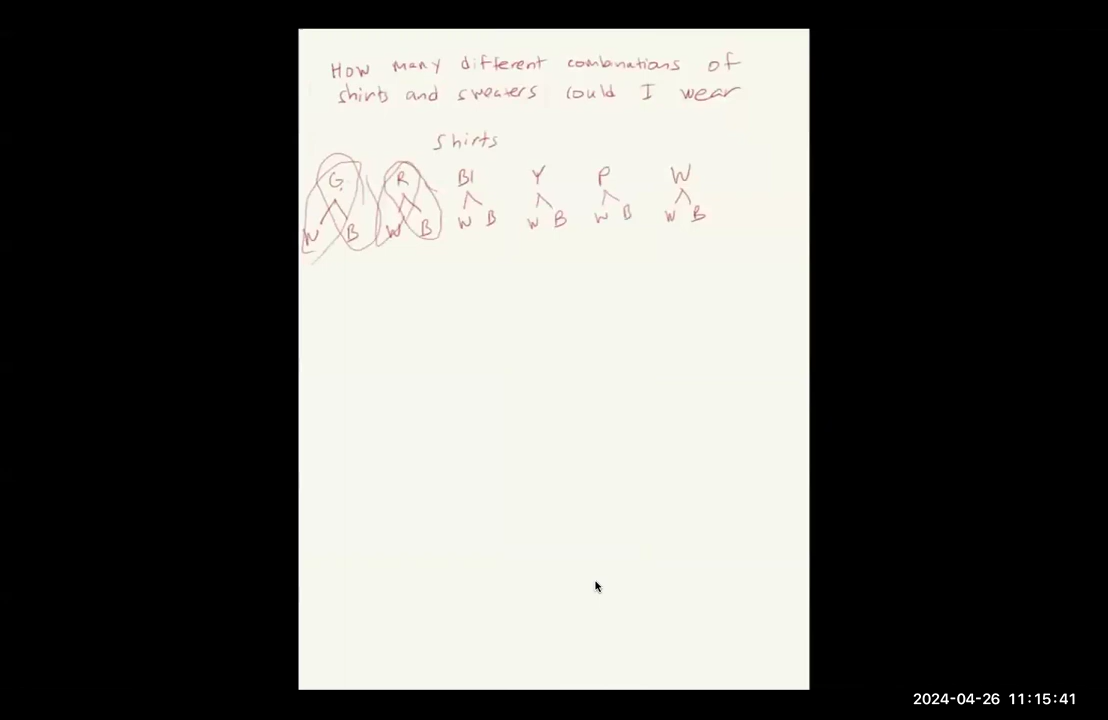 How many different combinations of
shirts and sweaters could I wear
shirts
G R Bl Y P W
W B W B W B W B W B W B
2024-04-26 11:15:41